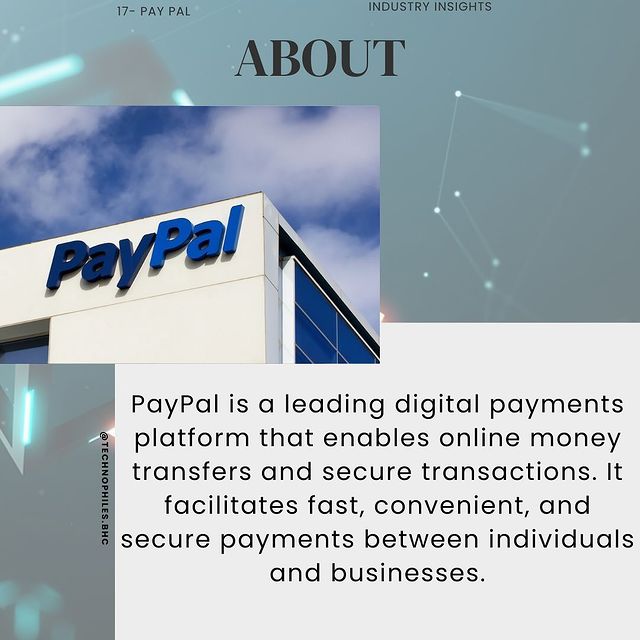 17- PAY PAL
INDUSTRY INSIGHTS
ABOUT
PayPal
@TECHNOPHILES.BHC
PayPal is a leading digital payments
platform that enables online money
transfers and secure transactions. It
facilitates fast, convenient, and
secure payments between individuals
and businesses.